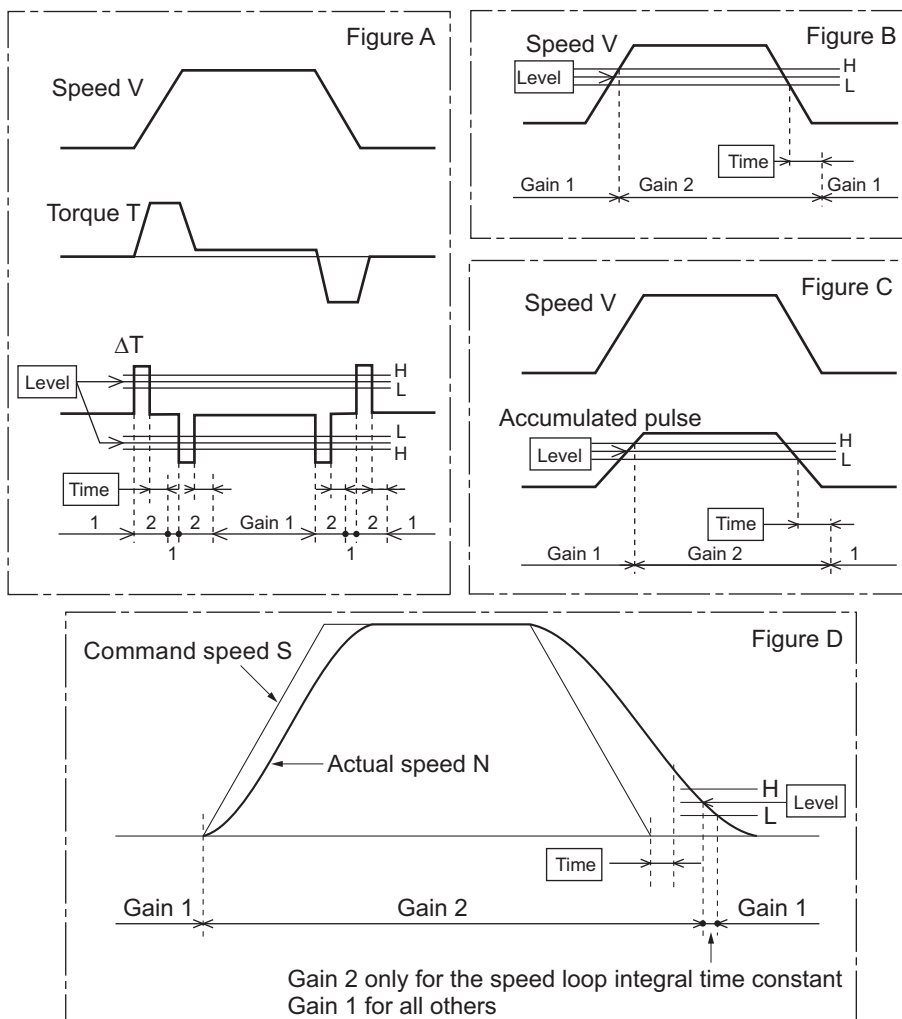 Figure A
Speed V
Torque T
ΔT
H
Level
L
L
H
Time
1 2 2 Gain 1 2 2 1
1 1
Figure B
Speed V
H
Level
L
Time
Gain 1 Gain 2 Gain 1
Figure C
Speed V
Accumulated pulse
H
Level
L
Time
Gain 1 Gain 2 1
Figure D
Command speed S
Actual speed N
H
Level
L
Time
Gain 1 Gain 2 Gain 1
Gain 2 only for the speed loop integral time constant
Gain 1 for all others